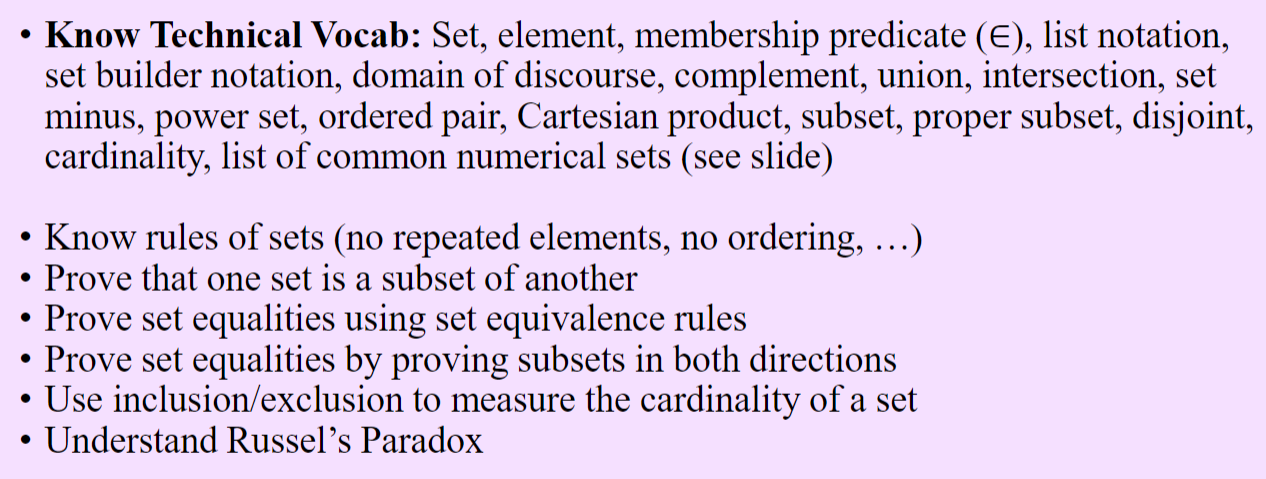 • Know Technical Vocab: Set, element, membership predicate (∈), list notation,
set builder notation, domain of discourse, complement, union, intersection, set
minus, power set, ordered pair, Cartesian product, subset, proper subset, disjoint,
cardinality, list of common numerical sets (see slide)
• Know rules of sets (no repeated elements, no ordering, …)
• Prove that one set is a subset of another
• Prove set equalities using set equivalence rules
• Prove set equalities by proving subsets in both directions
• Use inclusion/exclusion to measure the cardinality of a set
• Understand Russel’s Paradox